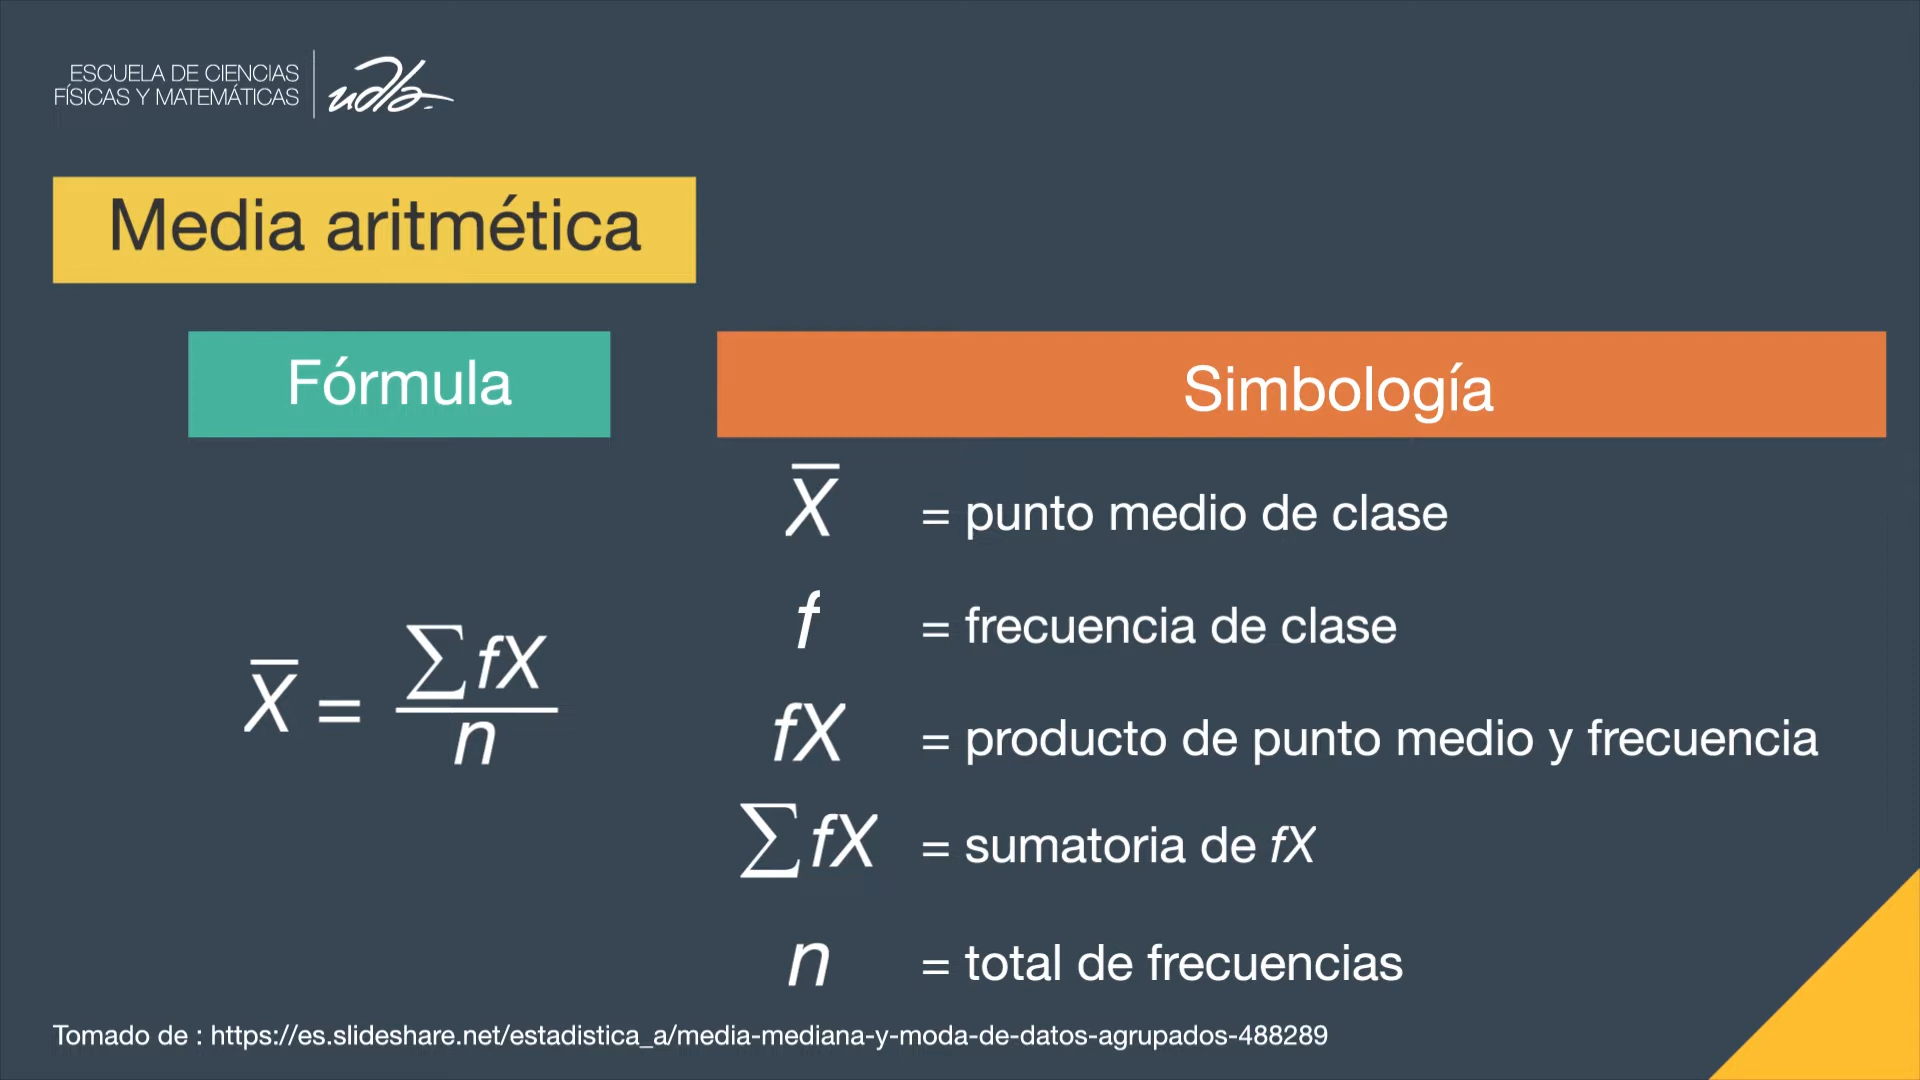 ESCUELA DE CIENCIAS
FÍSICAS Y MATEMÁTICAS
udla
Media aritmética
Fórmula
Simbología
X̅ = ∑fX / n
X̅ = punto medio de clase
f = frecuencia de clase
fX = producto de punto medio y frecuencia
∑fX = sumatoria de fX
n = total de frecuencias
Tomado de : https://es.slideshare.net/estadistica_a/media-mediana-y-moda-de-datos-agrupados-488289